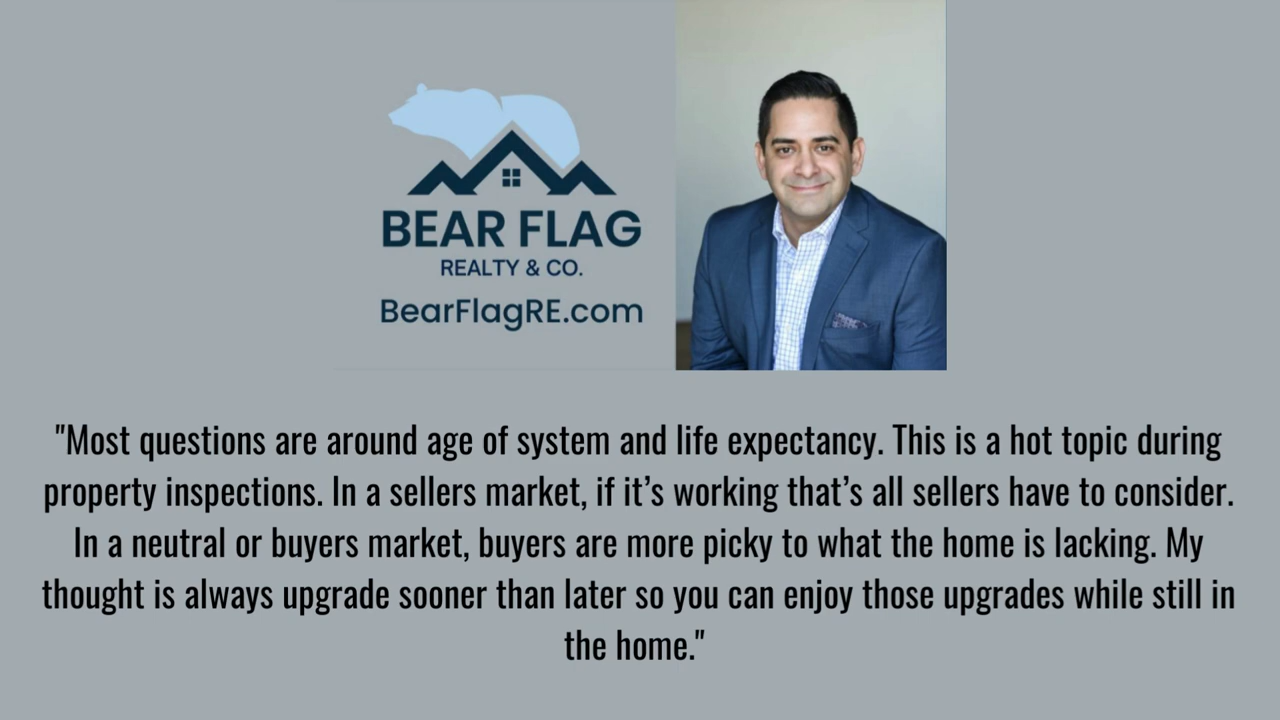 BEAR FLAG
REALTY & CO.
BearFlagRE.com
"Most questions are around age of system and life expectancy. This is a hot topic during
property inspections. In a sellers market, if it’s working that’s all sellers have to consider.
In a neutral or buyers market, buyers are more picky to what the home is lacking. My
thought is always upgrade sooner than later so you can enjoy those upgrades while still in
the home."